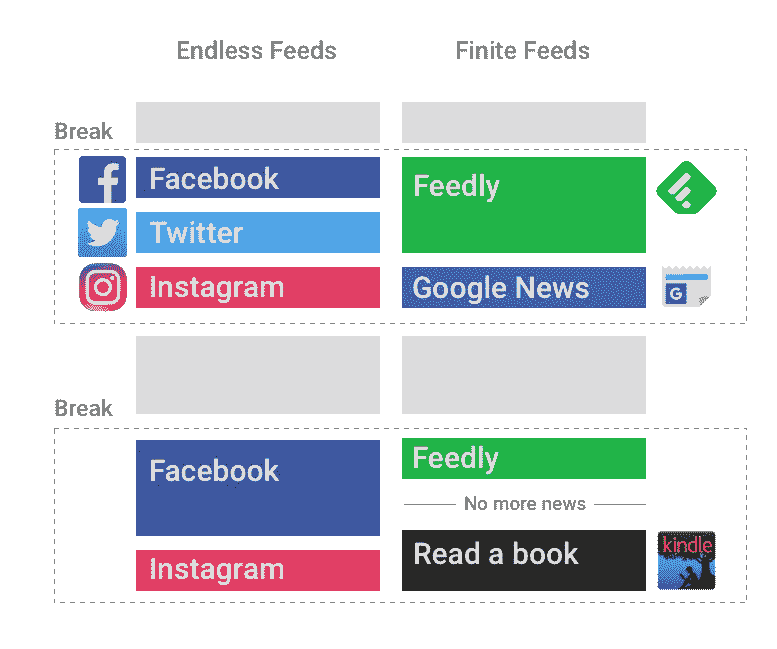 Endless Feeds
Finite Feeds
Break
Facebook
Feedly
Twitter
Instagram
Google News
G
Break
Facebook
Feedly
No more news
Read a book
kindle
Instagram